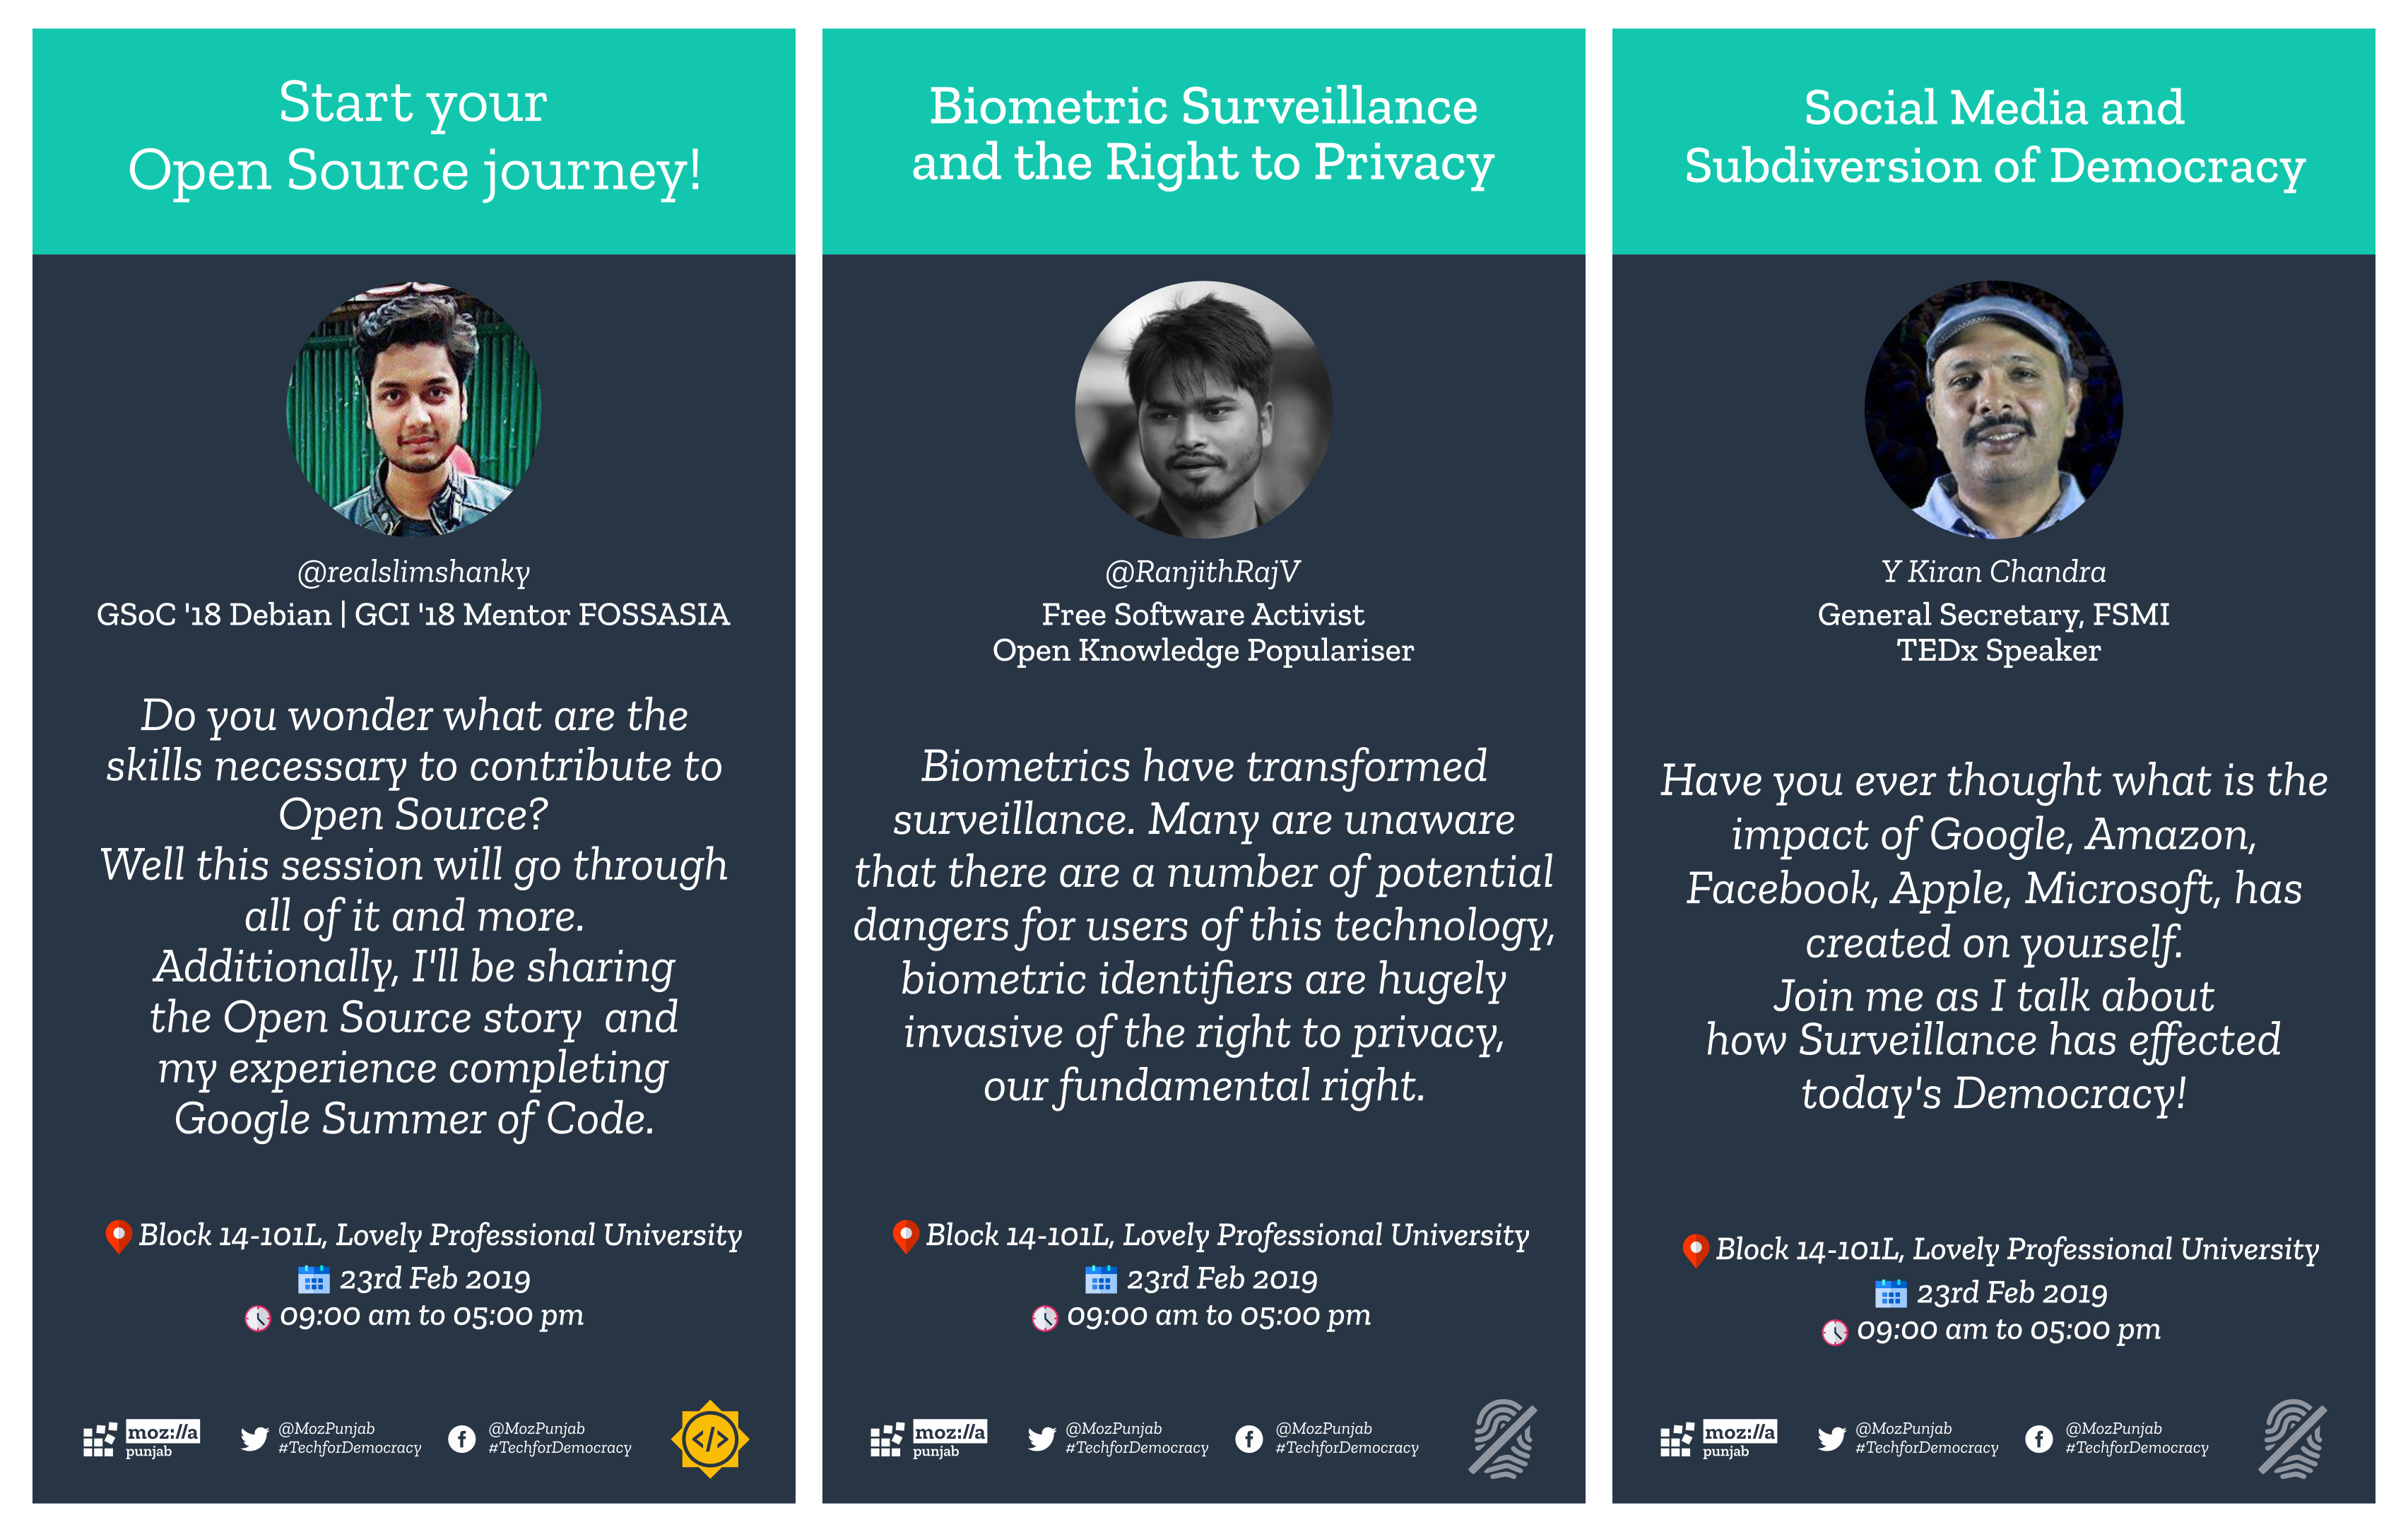 Start your
Open Source journey!
@realslimshanky
GSoC '18 Debian | GCI '18 Mentor FOSSASIA
Do you wonder what are the
skills necessary to contribute to
Open Source?
Well this session will go through
all of it and more.
Additionally, I'll be sharing
the Open Source story and
my experience completing
Google Summer of Code.
Block 14-101L, Lovely Professional University
23rd Feb 2019
09:00 am to 05:00 pm
moz://a
punjab
@MozPunjab
#TechforDemocracy
@MozPunjab
#TechforDemocracy
</>
Biometric Surveillance
and the Right to Privacy
@RanjithRajV
Free Software Activist
Open Knowledge Populariser
Biometrics have transformed
surveillance. Many are unaware
that there are a number of potential
dangers for users of this technology,
biometric identifiers are hugely
invasive of the right to privacy,
our fundamental right.
Block 14-101L, Lovely Professional University
23rd Feb 2019
09:00 am to 05:00 pm
moz://a
punjab
@MozPunjab
#TechforDemocracy
@MozPunjab
#TechforDemocracy
Social Media and
Subdiversion of Democracy
Y Kiran Chandra
General Secretary, FSMI
TEDx Speaker
Have you ever thought what is the
impact of Google, Amazon,
Facebook, Apple, Microsoft, has
created on yourself.
Join me as I talk about
how Surveillance has effected
today's Democracy!
Block 14-101L, Lovely Professional University
23rd Feb 2019
09:00 am to 05:00 pm
moz://a
punjab
@MozPunjab
#TechforDemocracy
@MozPunjab
#TechforDemocracy